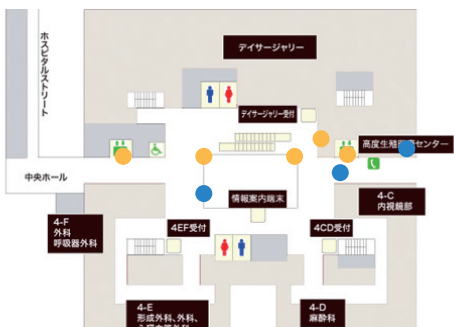 デイサージャリー
ホスピタルストリート
デイサージャリー受付
高度生殖 センター
中央ホール
情報案内端末
4-C
内視鏡部
4-F
外科
呼吸器外科
4EF受付
4CD受付
4-E
形成外科、外科、
4-D
麻酔科